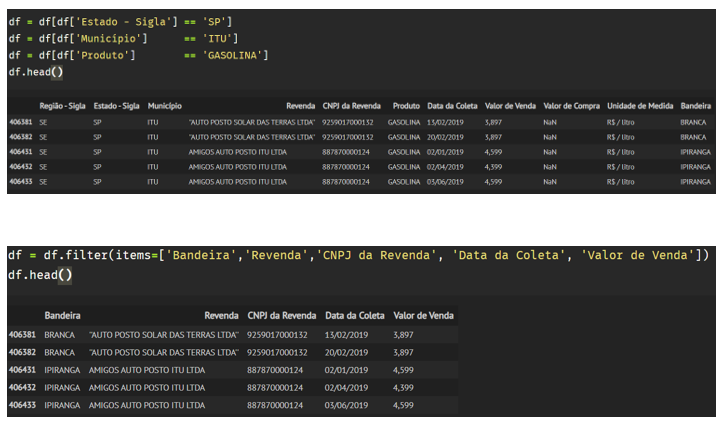 df = df[df['Estado - Sigla'] == 'SP']
df = df[df['Município']      == 'ITU']
df = df[df['Produto']        == 'GASOLINA']
df.head()
Região - Sigla Estado - Sigla Município Revenda CNPJ da Revenda Produto Data da Coleta Valor de Venda Valor de Compra Unidade de Medida Bandeira
406381 SE SP ITU "AUTO POSTO SOLAR DAS TERRAS LTDA" 9259017000132 GASOLINA 13/02/2019 3,897 NaN R$ / litro BRANCA
406382 SE SP ITU "AUTO POSTO SOLAR DAS TERRAS LTDA" 9259017000132 GASOLINA 20/02/2019 3,897 NaN R$ / litro BRANCA
406431 SE SP ITU AMIGOS AUTO POSTO ITU LTDA 887870000124 GASOLINA 02/01/2019 4,599 NaN R$ / litro IPIRANGA
406432 SE SP ITU AMIGOS AUTO POSTO ITU LTDA 887870000124 GASOLINA 02/04/2019 4,399 NaN R$ / litro IPIRANGA
406433 SE SP ITU AMIGOS AUTO POSTO ITU LTDA 887870000124 GASOLINA 03/06/2019 4,599 NaN R$ / litro IPIRANGA
df = df.filter(items=['Bandeira','Revenda','CNPJ da Revenda', 'Data da Coleta', 'Valor de Venda'])
df.head()
Bandeira Revenda CNPJ da Revenda Data da Coleta Valor de Venda
406381 BRANCA "AUTO POSTO SOLAR DAS TERRAS LTDA" 9259017000132 13/02/2019 3,897
406382 BRANCA "AUTO POSTO SOLAR DAS TERRAS LTDA" 9259017000132 20/02/2019 3,897
406431 IPIRANGA AMIGOS AUTO POSTO ITU LTDA 887870000124 02/01/2019 4,599
406432 IPIRANGA AMIGOS AUTO POSTO ITU LTDA 887870000124 02/04/2019 4,399
406433 IPIRANGA AMIGOS AUTO POSTO ITU LTDA 887870000124 03/06/2019 4,599